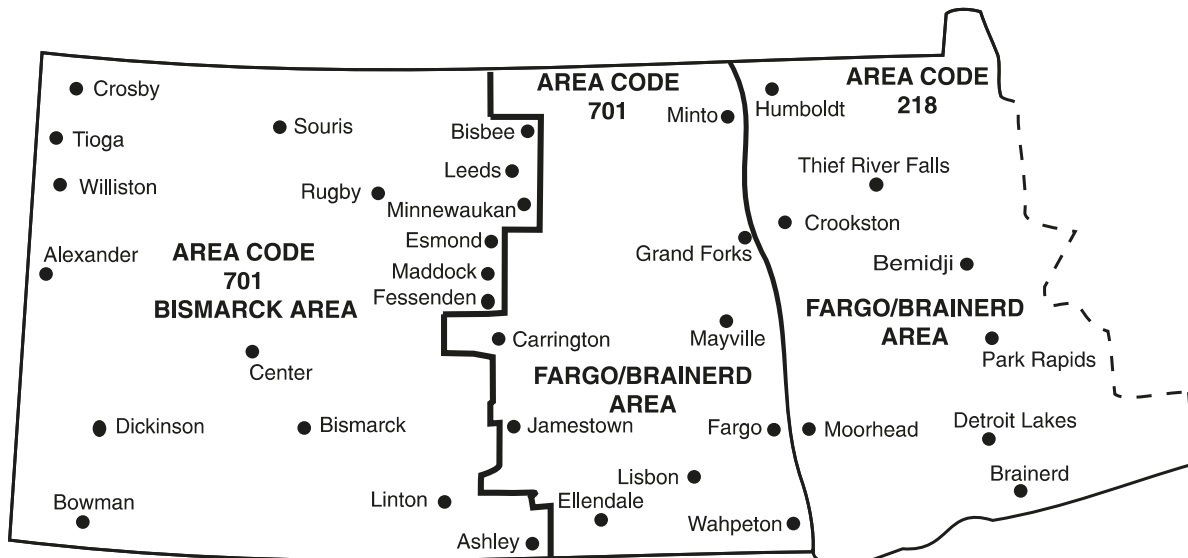 AREA CODE
701
AREA CODE
218
Crosby
Humboldt
Minto
Souris
Bisbee
Tioga
Thief River Falls
Leeds
Williston
Rugby
Minnewaukan
Crookston
Esmond
Grand Forks
Alexander
AREA CODE
701
BISMARCK AREA
Bemidji
Maddock
Fessenden
FARGO/BRAINERD
AREA
Carrington
Mayville
Park Rapids
Center
FARGO/BRAINERD
AREA
Dickinson
Bismarck
Jamestown
Fargo
Moorhead
Detroit Lakes
Lisbon
Brainerd
Bowman
Linton
Ellendale
Wahpeton
Ashley